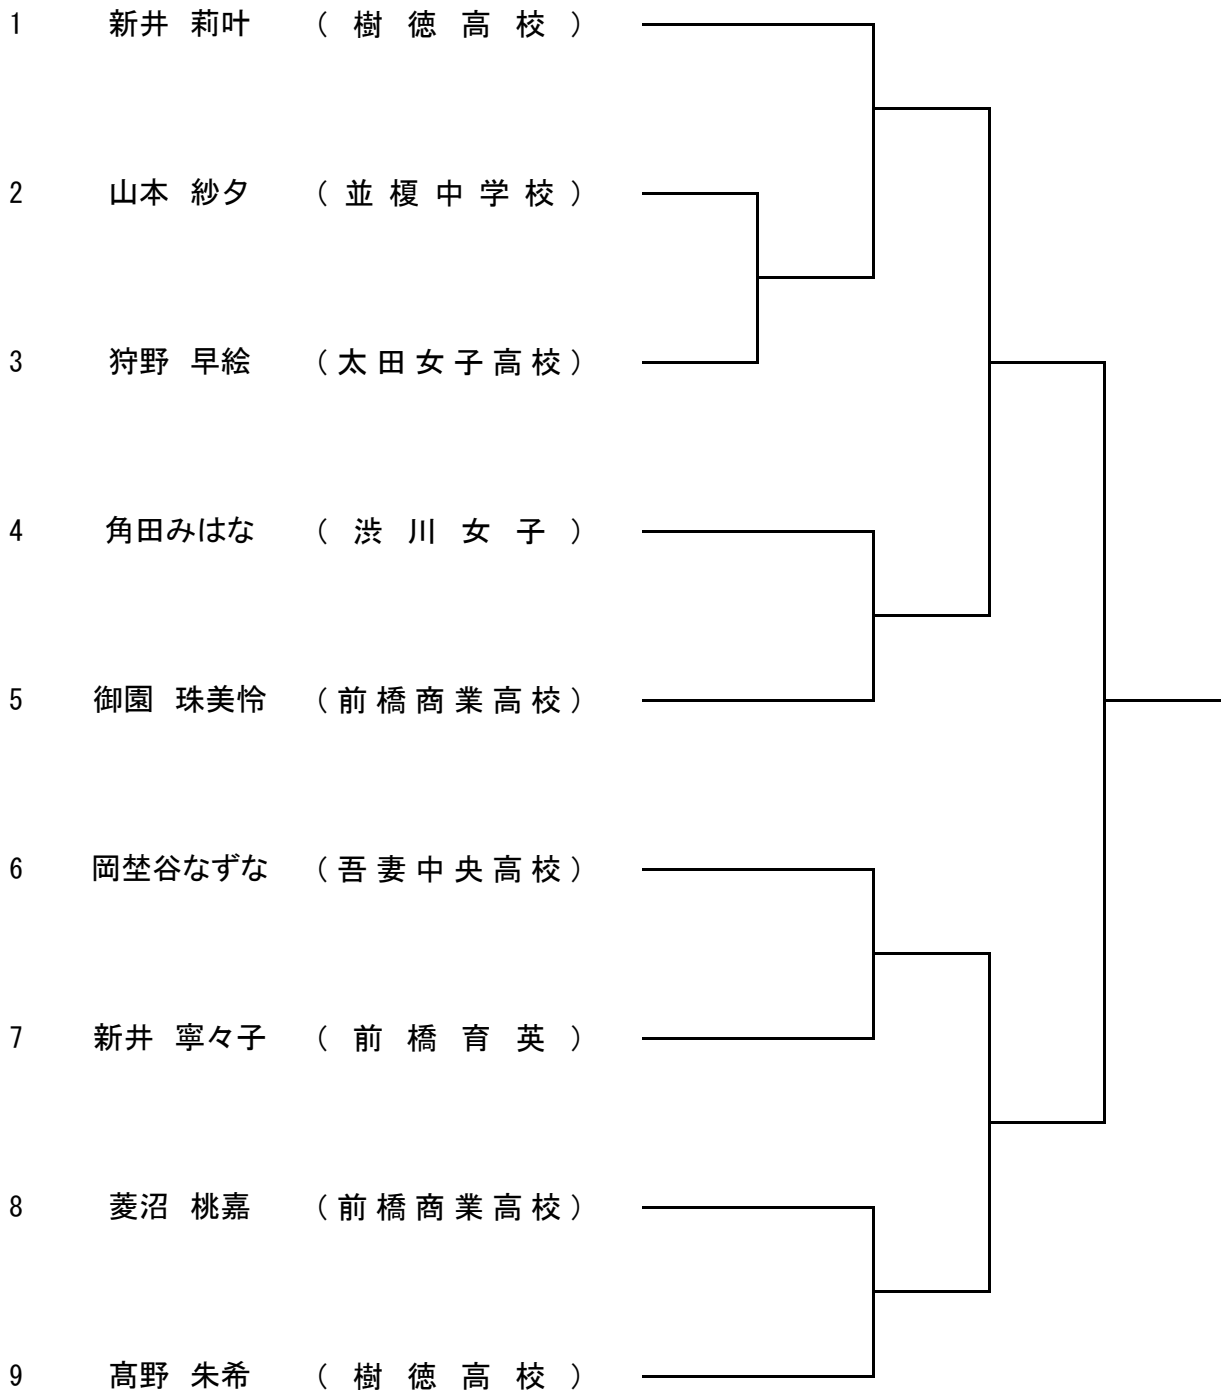 1 新井 莉叶 （ 樹 徳 高 校 ）
2 山本 紗夕 （ 並 榎 中 学 校 ）
3 狩野 早絵 （ 太 田 女 子 高 校 ）
4 角田みはな （ 渋 川 女 子 ）
5 御園 珠美怜 （ 前 橋 商 業 高 校 ）
6 岡埜谷なずな （ 吾 妻 中 央 高 校 ）
7 新井 寧々子 （ 前 橋 育 英 ）
8 菱沼 桃嘉 （ 前 橋 商 業 高 校 ）
9 髙野 朱希 （ 樹 徳 高 校 ）